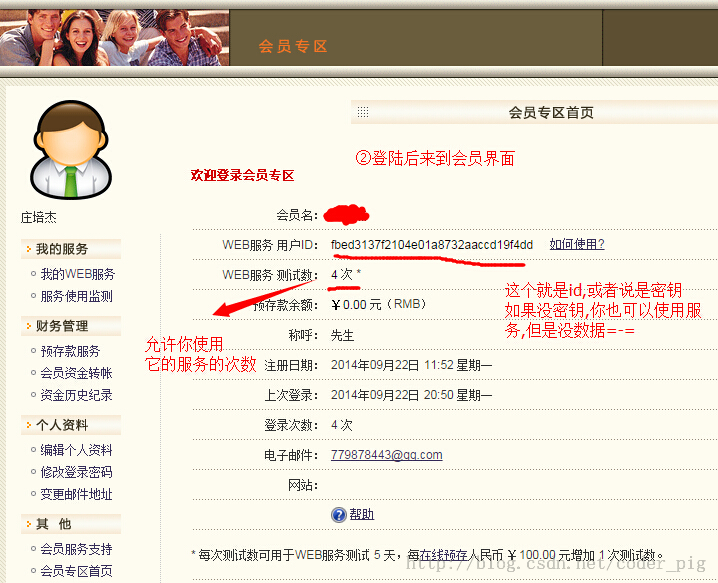 会员专区
会员专区首页
②登陆后来到会员界面
欢迎登录会员专区
庄培杰
会员名：
WEB服务 用户ID： fbed3137f2104e01a8732aaccd19f4dd 如何使用?
我的服务
我的WEB服务
服务使用监测
WEB服务 测试数： 4 次 *
这个就是id,或者说是密钥
如果没密钥,你也可以使用服
务,但是没数据=-=
预存款余额： ￥0.00 元（RMB）
财务管理
预存款服务
会员资金转帐
资金历史纪录
称呼： 先生
允许你使用
它的服务的次数
注册日期： 2014年09月22日 11:52 星期一
上次登录： 2014年09月22日 20:50 星期一
登录次数： 4 次
个人资料
编辑个人资料
修改登录密码
变更邮件地址
电子邮件： 779878443@qq.com
网站：
帮助
其 他
会员服务支持
会员专区首页
* 每次测试数可用于WEB服务测试 5 天，每在线预存人民币 ￥100.00 元增加 1 次测试数。
http://blog.csdn.net/coder_pig